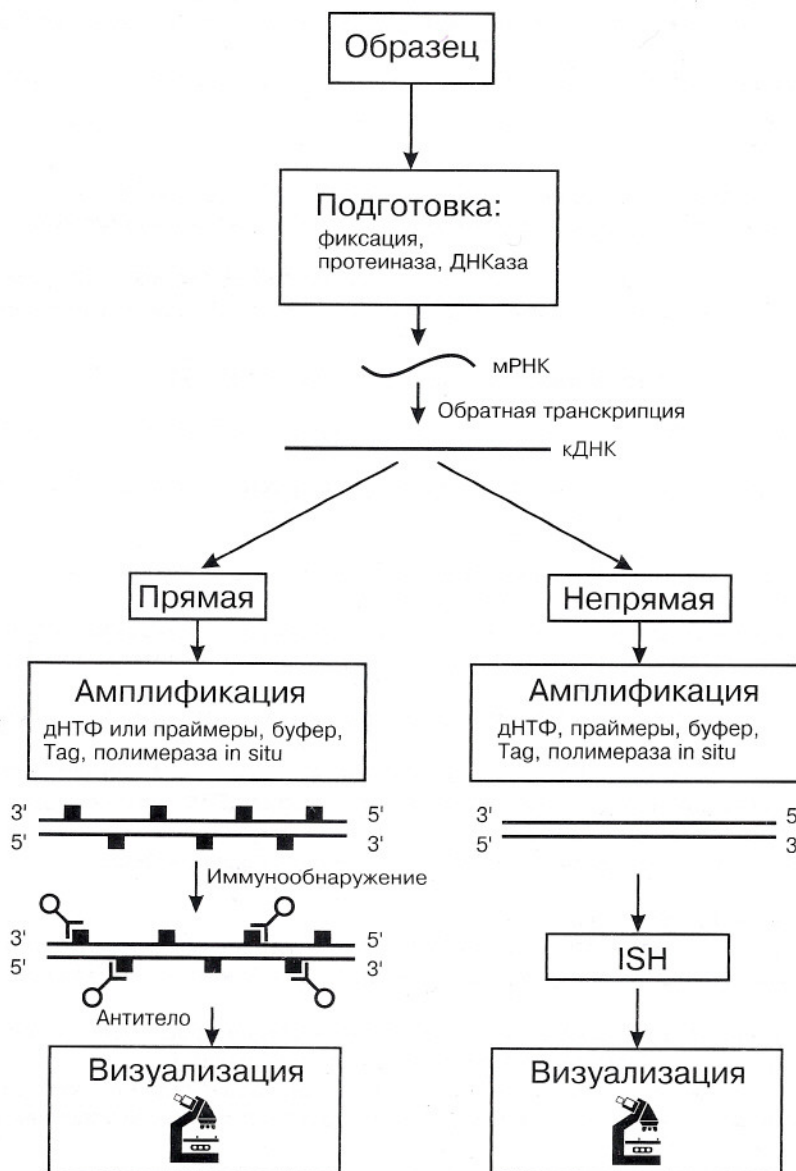 Образец
Подготовка:
фиксация,
протеиназа, ДНКаза
мРНК
Обратная транскрипция
кДНК
Прямая
Амплификация
дНТФ или праймеры, буфер,
Tag, полимераза in situ
3' 5'
5' 3'
Иммунообнаружение
3' 5'
5' 3'
Антитело
Визуализация
Непрямая
Амплификация
дНТФ, праймеры, буфер,
Tag, полимераза in situ
3' 5'
5' 3'
ISH
Визуализация